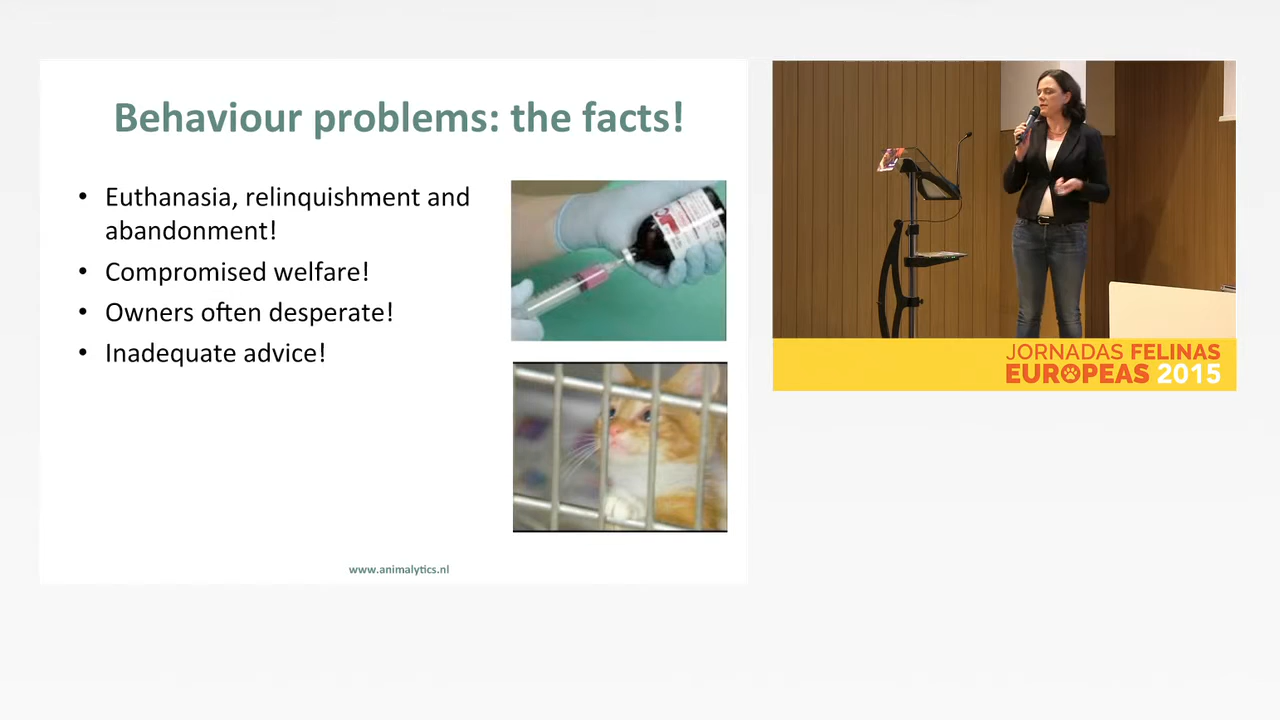 Behaviour problems: the facts!
• Euthanasia, relinquishment and
abandonment!
• Compromised welfare!
• Owners often desperate!
• Inadequate advice!
www.animalytics.nl
JORNADAS FELINAS
EUROPEAS 2015